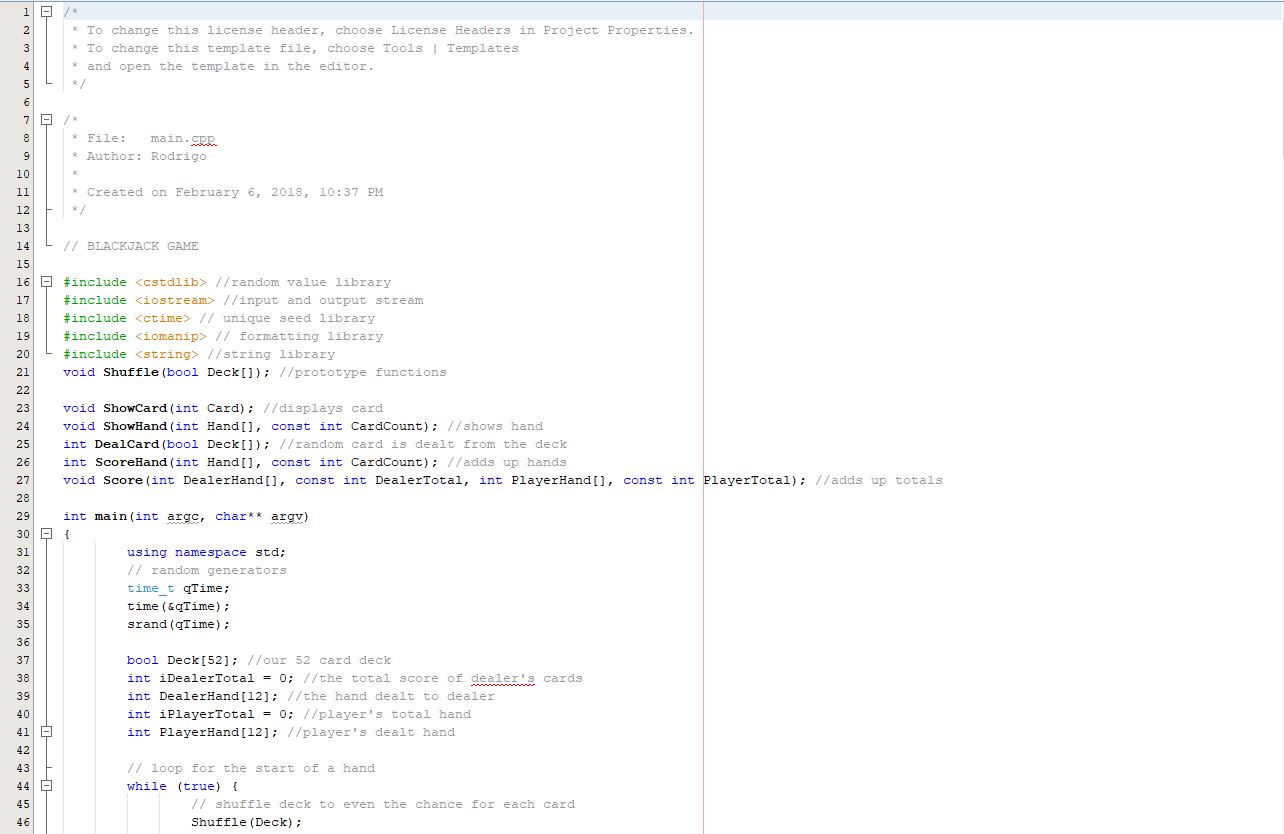 1 /*
2 * To change this license header, choose License Headers in Project Properties.
3 * To change this template file, choose Tools | Templates
4 * and open the template in the editor.
5 */
6
7 /*
8 * File:   main.cpp
9 * Author: Rodrigo
10 *
11 * Created on February 6, 2018, 10:37 PM
12 */
13
14 // BLACKJACK GAME
15
16 #include <cstdlib> //random value library
17 #include <iostream> //input and output stream
18 #include <ctime> // unique seed library
19 #include <iomanip> // formatting library
20 #include <string> //string library
21 void Shuffle(bool Deck[]); //prototype functions
22
23 void ShowCard(int Card); //displays card
24 void ShowHand(int Hand[], const int CardCount); //shows hand
25 int DealCard(bool Deck[]); //random card is dealt from the deck
26 int ScoreHand(int Hand[], const int CardCount); //adds up hands
27 void Score(int DealerHand[], const int DealerTotal, int PlayerHand[], const int PlayerTotal); //adds up totals
28
29 int main(int argc, char** argv)
30 {
31 using namespace std;
32 // random generators
33 time_t qTime;
34 time(&qTime);
35 srand(qTime);
36
37 bool Deck[52]; //our 52 card deck
38 int iDealerTotal = 0; //the total score of dealer's cards
39 int DealerHand[12]; //the hand dealt to dealer
40 int iPlayerTotal = 0; //player's total hand
41 int PlayerHand[12]; //player's dealt hand
42
43 // loop for the start of a hand
44 while (true) {
45 // shuffle deck to even the chance for each card
46 Shuffle(Deck);